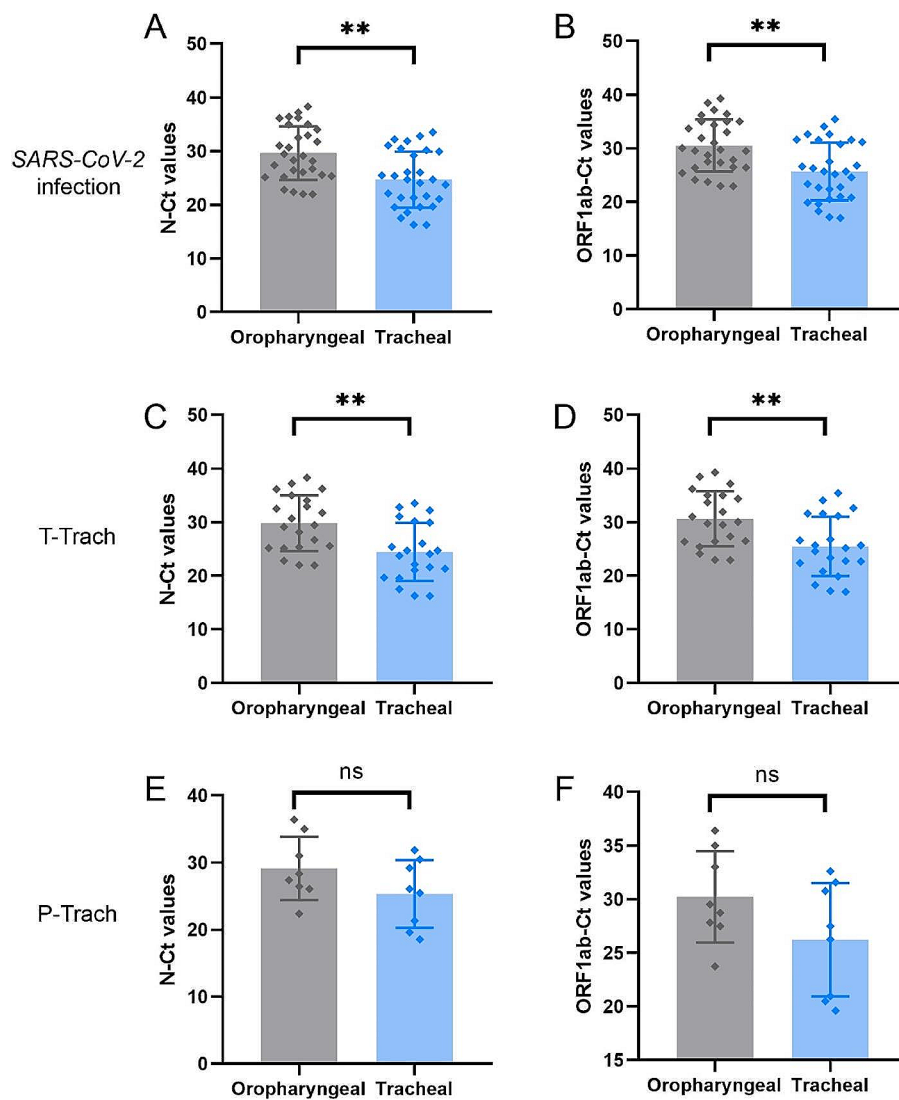 A
**
50
40
30
20
10
0
N-Ct values
Oropharyngeal Tracheal
B
**
50
40
30
20
10
0
ORF1ab-Ct values
Oropharyngeal Tracheal
SARS-CoV-2
infection
C
**
50
40
30
20
10
0
N-Ct values
Oropharyngeal Tracheal
D
**
50
40
30
20
10
0
ORF1ab-Ct values
Oropharyngeal Tracheal
T-Trach
E
ns
40
30
20
10
0
N-Ct values
Oropharyngeal Tracheal
F
ns
40
35
30
25
20
15
ORF1ab-Ct values
Oropharyngeal Tracheal
P-Trach